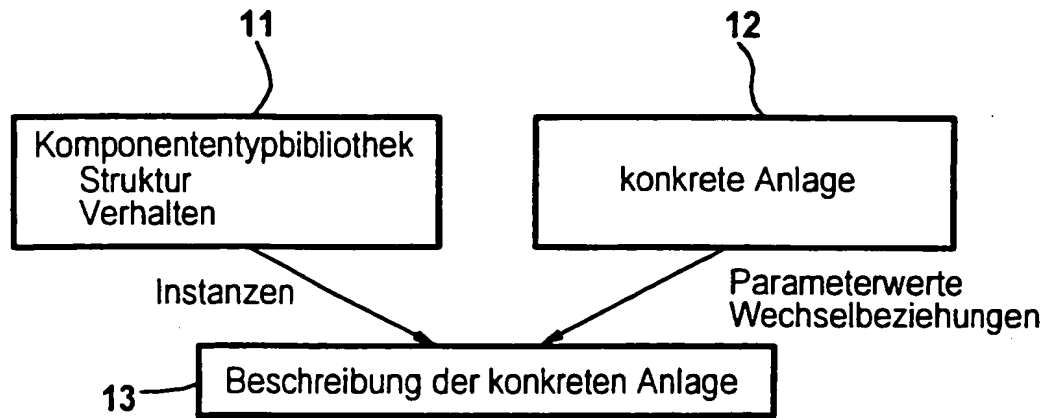 11
12
Komponententypbibliothek
Struktur
Verhalten
konkrete Anlage
Instanzen
Parameterwerte
Wechselbeziehungen
13
Beschreibung der konkreten Anlage